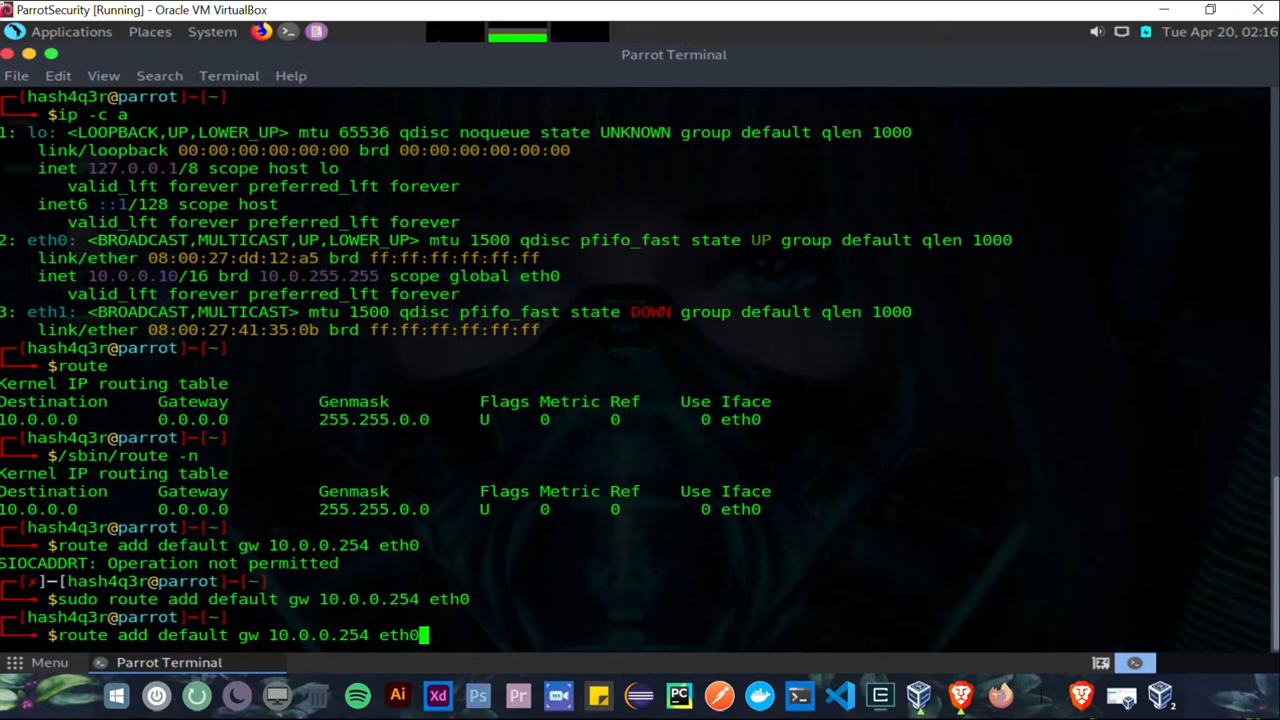 ParrotSecurity [Running] - Oracle VM VirtualBox
Applications Places System Tue Apr 20, 02:16
Parrot Terminal
File Edit View Search Terminal Help
┌─[hash4q3r@parrot]─[~]
└──╼ $ip -c a
1: lo: <LOOPBACK,UP,LOWER_UP> mtu 65536 qdisc noqueue state UNKNOWN group default qlen 1000
link/loopback 00:00:00:00:00:00 brd 00:00:00:00:00:00
inet 127.0.0.1/8 scope host lo
valid_lft forever preferred_lft forever
inet6 ::1/128 scope host
valid_lft forever preferred_lft forever
2: eth0: <BROADCAST,MULTICAST,UP,LOWER_UP> mtu 1500 qdisc pfifo_fast state UP group default qlen 1000
link/ether 08:00:27:dd:12:a5 brd ff:ff:ff:ff:ff:ff
inet 10.0.0.10/16 brd 10.0.255.255 scope global eth0
valid_lft forever preferred_lft forever
3: eth1: <BROADCAST,MULTICAST> mtu 1500 qdisc pfifo_fast state DOWN group default qlen 1000
link/ether 08:00:27:41:35:0b brd ff:ff:ff:ff:ff:ff
┌─[hash4q3r@parrot]─[~]
└──╼ $route
Kernel IP routing table
Destination Gateway Genmask Flags Metric Ref Use Iface
10.0.0.0 0.0.0.0 255.255.0.0 U 0 0 0 eth0
┌─[hash4q3r@parrot]─[~]
└──╼ $/sbin/route -n
Kernel IP routing table
Destination Gateway Genmask Flags Metric Ref Use Iface
10.0.0.0 0.0.0.0 255.255.0.0 U 0 0 0 eth0
┌─[hash4q3r@parrot]─[~]
└──╼ $route add default gw 10.0.0.254 eth0
SIOCADDRT: Operation not permitted
┌─[✗]─[hash4q3r@parrot]─[~]
└──╼ $sudo route add default gw 10.0.0.254 eth0
┌─[hash4q3r@parrot]─[~]
└──╼ $route add default gw 10.0.0.254 eth0
Menu Parrot Terminal
Ai Xd Ps Pr PC 2